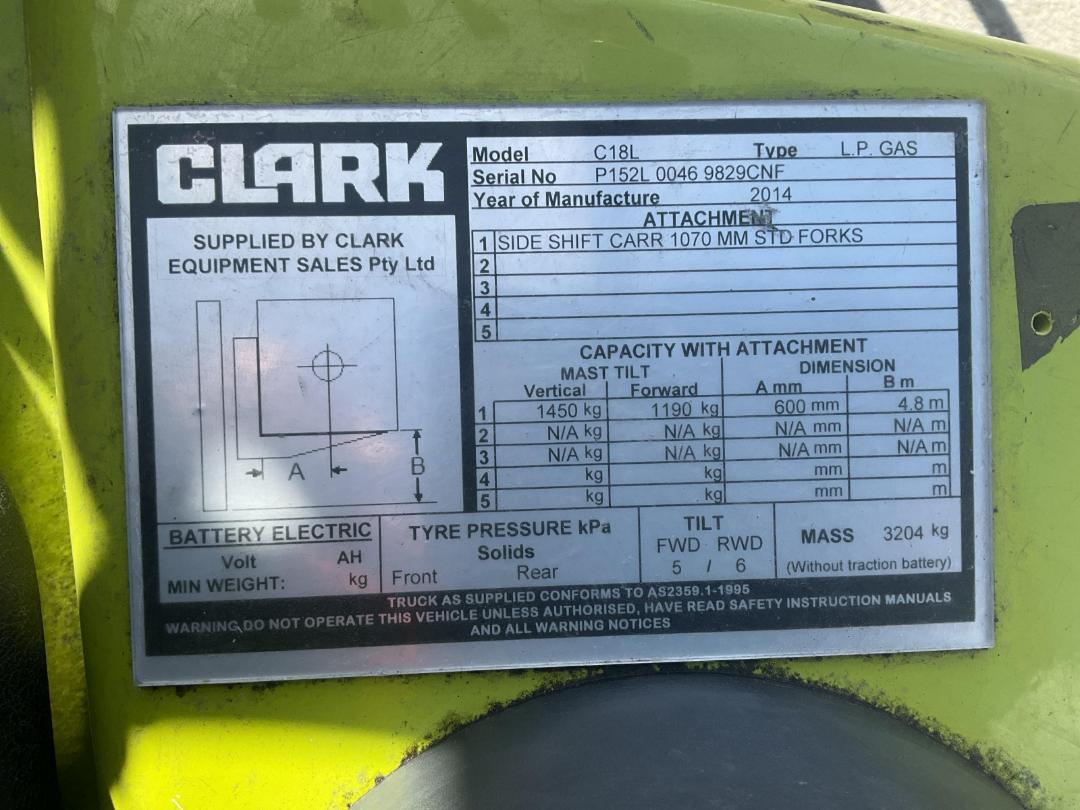 CLARK
SUPPLIED BY CLARK
EQUIPMENT SALES Pty Ltd
A
B
Model C18L Type L.P. GAS
Serial No P152L 0046 9829CNF
Year of Manufacture 2014
ATTACHMENT
1 SIDE SHIFT CARR 1070 MM STD FORKS
2
3
4
5
CAPACITY WITH ATTACHMENT
MAST TILT DIMENSION
Vertical Forward A mm B m
1 1450 kg 1190 kg 600 mm 4.8 m
2 N/A kg N/A kg N/A mm N/A m
3 N/A kg N/A kg N/A mm N/A m
4 kg kg mm m
5 kg kg mm m
BATTERY ELECTRIC
Volt AH
MIN WEIGHT: kg
TYRE PRESSURE kPa
Solids
Front Rear
TILT
FWD RWD
5 / 6
MASS 3204 kg
(Without traction battery)
TRUCK AS SUPPLIED CONFORMS TO AS2359.1-1995
WARNING DO NOT OPERATE THIS VEHICLE UNLESS AUTHORISED, HAVE READ SAFETY INSTRUCTION MANUALS
AND ALL WARNING NOTICES